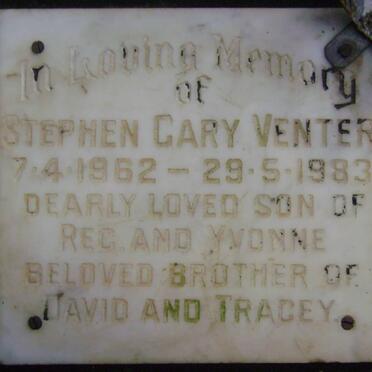 In Loving Memory
of
STEPHEN GARY VENTER
7·4·1962 – 29·5·1983
DEARLY LOVED SON OF
REG. AND YVONNE
BELOVED BROTHER OF
DAVID AND TRACEY.